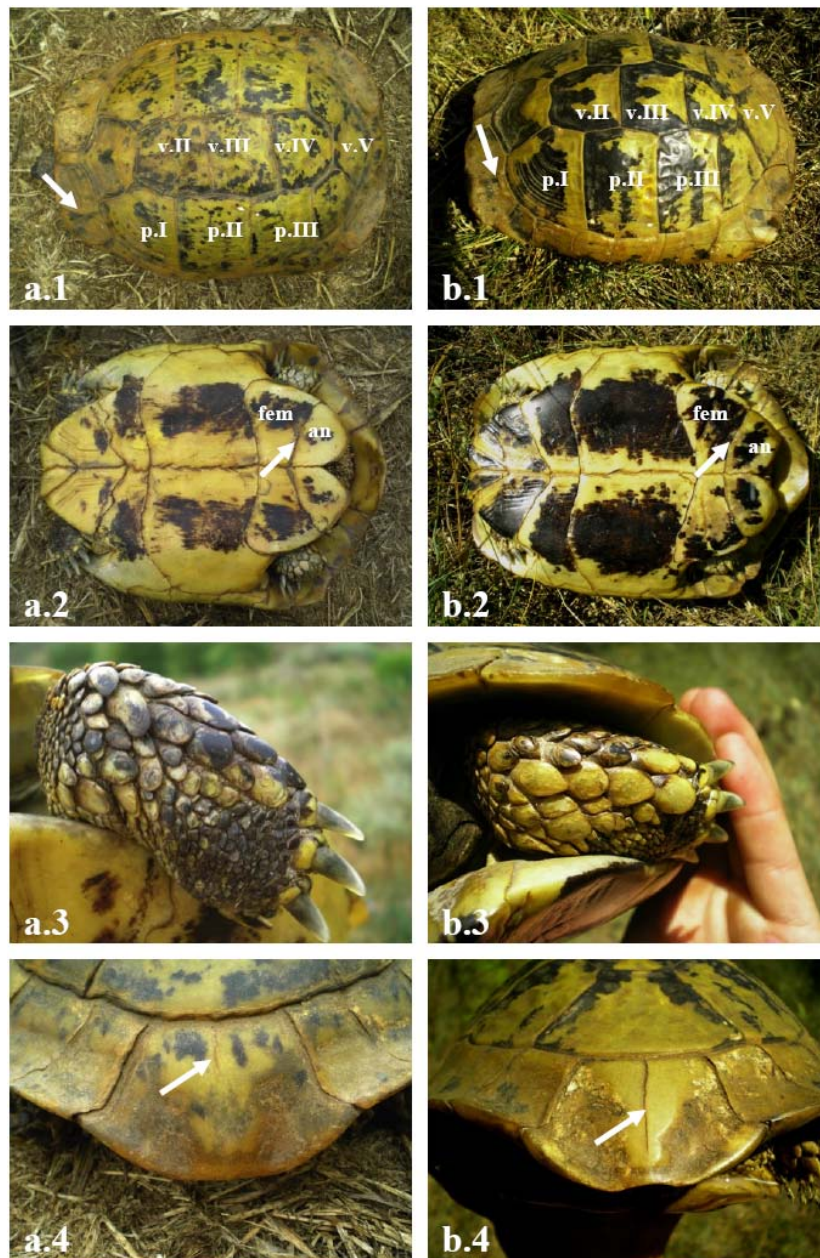 v.II v.III v.IV v.V
p.I p.II p.III
a.1
v.II v.III v.IV v.V
p.I p.II p.III
b.1
fem
an
a.2
fem
an
b.2
a.3
b.3
a.4
b.4